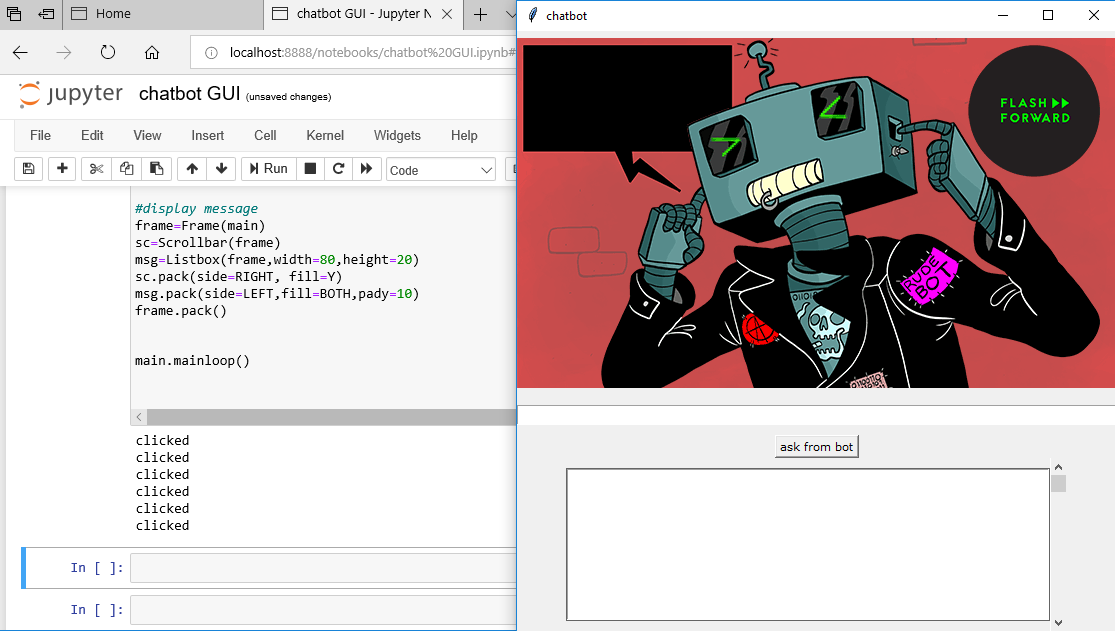 Home
chatbot GUI - Jupyter N
localhost:8888/notebooks/chatbot%20GUI.ipynb#
jupyter chatbot GUI (unsaved changes)
File Edit View Insert Cell Kernel Widgets Help
Run
Code
#display message
frame=Frame(main)
sc=Scrollbar(frame)
msg=Listbox(frame,width=80,height=20)
sc.pack(side=RIGHT, fill=Y)
msg.pack(side=LEFT,fill=BOTH,pady=10)
frame.pack()
main.mainloop()
clicked
clicked
clicked
clicked
clicked
clicked
In [ ]:
In [ ]:
chatbot
FLASH
FORWARD
RUDE
BOT
ask from bot